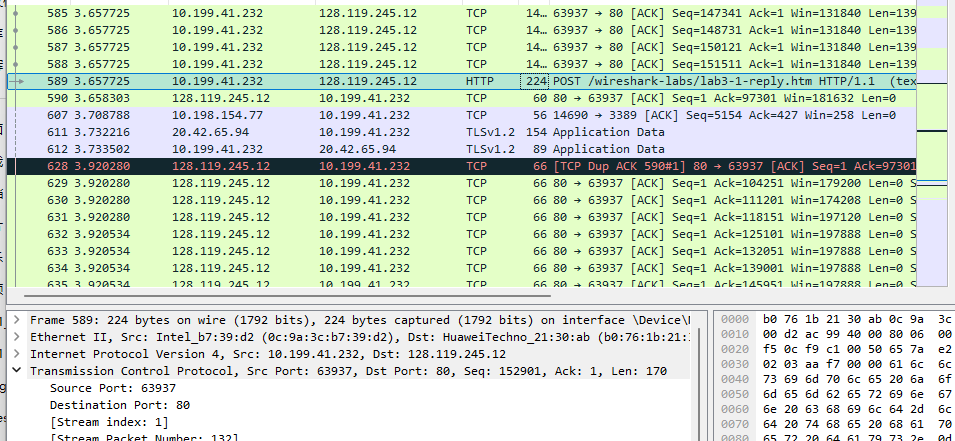 585 3.657725 10.199.41.232 128.119.245.12 TCP 14… 63937 → 80 [ACK] Seq=147341 Ack=1 Win=131840 Len=139
586 3.657725 10.199.41.232 128.119.245.12 TCP 14… 63937 → 80 [ACK] Seq=148731 Ack=1 Win=131840 Len=139
587 3.657725 10.199.41.232 128.119.245.12 TCP 14… 63937 → 80 [ACK] Seq=150121 Ack=1 Win=131840 Len=139
588 3.657725 10.199.41.232 128.119.245.12 TCP 14… 63937 → 80 [ACK] Seq=151511 Ack=1 Win=131840 Len=139
589 3.657725 10.199.41.232 128.119.245.12 HTTP 224 POST /wireshark-labs/lab3-1-reply.htm HTTP/1.1 (tex
590 3.658303 128.119.245.12 10.199.41.232 TCP 60 80 → 63937 [ACK] Seq=1 Ack=97301 Win=181632 Len=0
607 3.708788 10.198.154.77 10.199.41.232 TCP 56 14690 → 3389 [ACK] Seq=5154 Ack=427 Win=258 Len=0
611 3.732216 20.42.65.94 10.199.41.232 TLSv1.2 154 Application Data
612 3.733502 10.199.41.232 20.42.65.94 TLSv1.2 89 Application Data
628 3.920280 128.119.245.12 10.199.41.232 TCP 66 [TCP Dup ACK 590#1] 80 → 63937 [ACK] Seq=1 Ack=97301
629 3.920280 128.119.245.12 10.199.41.232 TCP 66 80 → 63937 [ACK] Seq=1 Ack=104251 Win=179200 Len=0 S
630 3.920280 128.119.245.12 10.199.41.232 TCP 66 80 → 63937 [ACK] Seq=1 Ack=111201 Win=174208 Len=0 S
631 3.920280 128.119.245.12 10.199.41.232 TCP 66 80 → 63937 [ACK] Seq=1 Ack=118151 Win=197120 Len=0 S
632 3.920534 128.119.245.12 10.199.41.232 TCP 66 80 → 63937 [ACK] Seq=1 Ack=125101 Win=197888 Len=0 S
633 3.920534 128.119.245.12 10.199.41.232 TCP 66 80 → 63937 [ACK] Seq=1 Ack=132051 Win=197888 Len=0 S
634 3.920534 128.119.245.12 10.199.41.232 TCP 66 80 → 63937 [ACK] Seq=1 Ack=139001 Win=197888 Len=0 S
635 3.920534 128.119.245.12 10.199.41.232 TCP 66 80 → 63937 [ACK] Seq=1 Ack=145951 Win=197888 Len=0 S
Frame 589: 224 bytes on wire (1792 bits), 224 bytes captured (1792 bits) on interface \Device\
Ethernet II, Src: Intel_b7:39:d2 (0c:9a:3c:b7:39:d2), Dst: HuaweiTechno_21:30:ab (b0:76:1b:21:
Internet Protocol Version 4, Src: 10.199.41.232, Dst: 128.119.245.12
Transmission Control Protocol, Src Port: 63937, Dst Port: 80, Seq: 152901, Ack: 1, Len: 170
Source Port: 63937
Destination Port: 80
[Stream index: 1]
[Stream Packet Number: 132]
0000 b0 76 1b 21 30 ab 0c 9a 3c
0010 00 d2 ac 99 40 00 80 06 00
0020 f5 0c f9 c1 00 50 65 7a e2
0030 02 03 aa f7 00 00 61 6c 6c
0040 73 69 6d 70 6c 65 20 6a 6f
0050 6d 65 6d 62 65 72 69 6e 67
0060 6e 20 63 68 69 6c 64 2d 6c
0070 64 20 74 68 65 20 68 61 70
0080 65 72 20 64 61 79 73 2e 0d